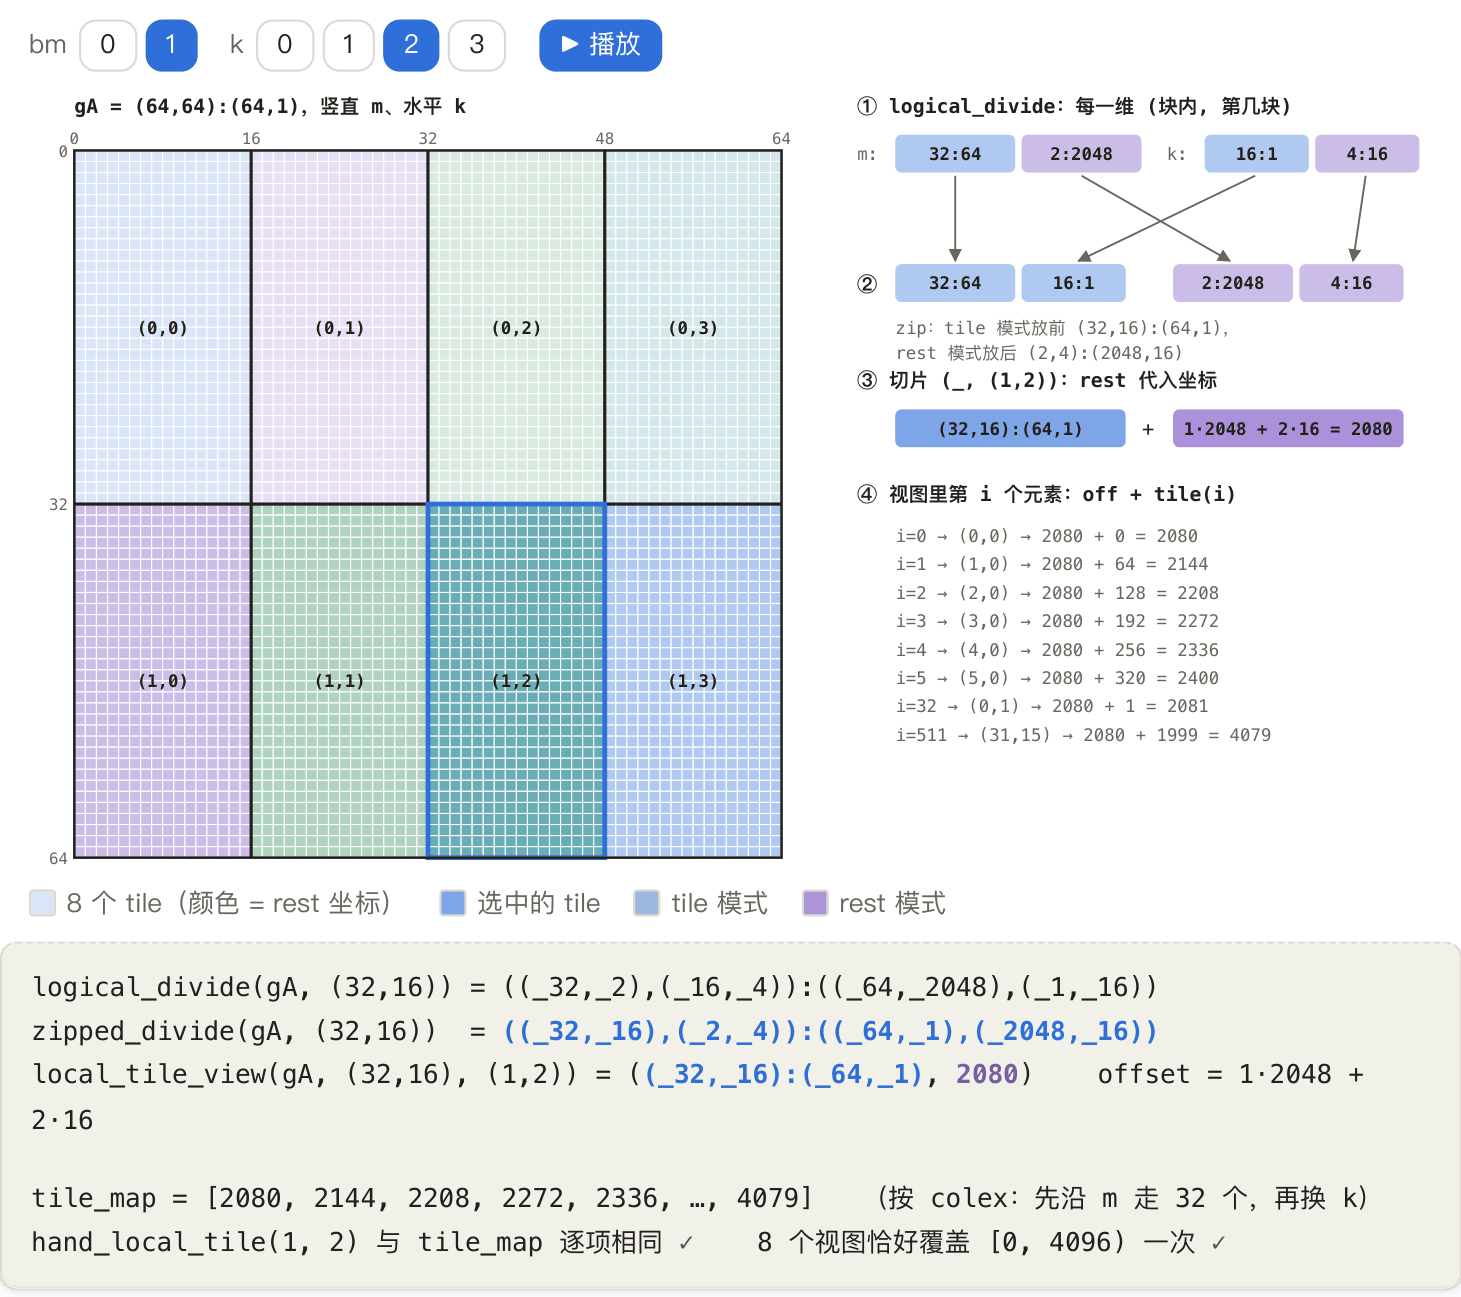 bm 0 1 k 0 1 2 3 ▶ 播放
gA = (64,64):(64,1), 竖直 m、水平 k
0 16 32 48 64
0
(0,0) (0,1) (0,2) (0,3)
32
(1,0) (1,1) (1,2) (1,3)
64
① logical_divide: 每一维 (块内, 第几块)
m: 32:64 2:2048 k: 16:1 4:16
② 32:64 16:1 2:2048 4:16
zip: tile 模式放前 (32,16):(64,1),
rest 模式放后 (2,4):(2048,16)
③ 切片 (_, (1,2)): rest 代入坐标
(32,16):(64,1) + 1·2048 + 2·16 = 2080
④ 视图里第 i 个元素: off + tile(i)
i=0 → (0,0) → 2080 + 0 = 2080
i=1 → (1,0) → 2080 + 64 = 2144
i=2 → (2,0) → 2080 + 128 = 2208
i=3 → (3,0) → 2080 + 192 = 2272
i=4 → (4,0) → 2080 + 256 = 2336
i=5 → (5,0) → 2080 + 320 = 2400
i=32 → (0,1) → 2080 + 1 = 2081
i=511 → (31,15) → 2080 + 1999 = 4079
8 个 tile（颜色 = rest 坐标） 选中的 tile tile 模式 rest 模式
logical_divide(gA, (32,16)) = ((_32,_2),(_16,_4)):((_64,_2048),(_1,_16))
zipped_divide(gA, (32,16))  = ((_32,_16),(_2,_4)):((_64,_1),(_2048,_16))
local_tile_view(gA, (32,16), (1,2)) = ((_32,_16):(_64,_1), 2080)    offset = 1·2048 +
2·16
tile_map = [2080, 2144, 2208, 2272, 2336, …, 4079]    （按 colex: 先沿 m 走 32 个, 再换 k）
hand_local_tile(1, 2) 与 tile_map 逐项相同 ✓    8 个视图恰好覆盖 [0, 4096) 一次 ✓